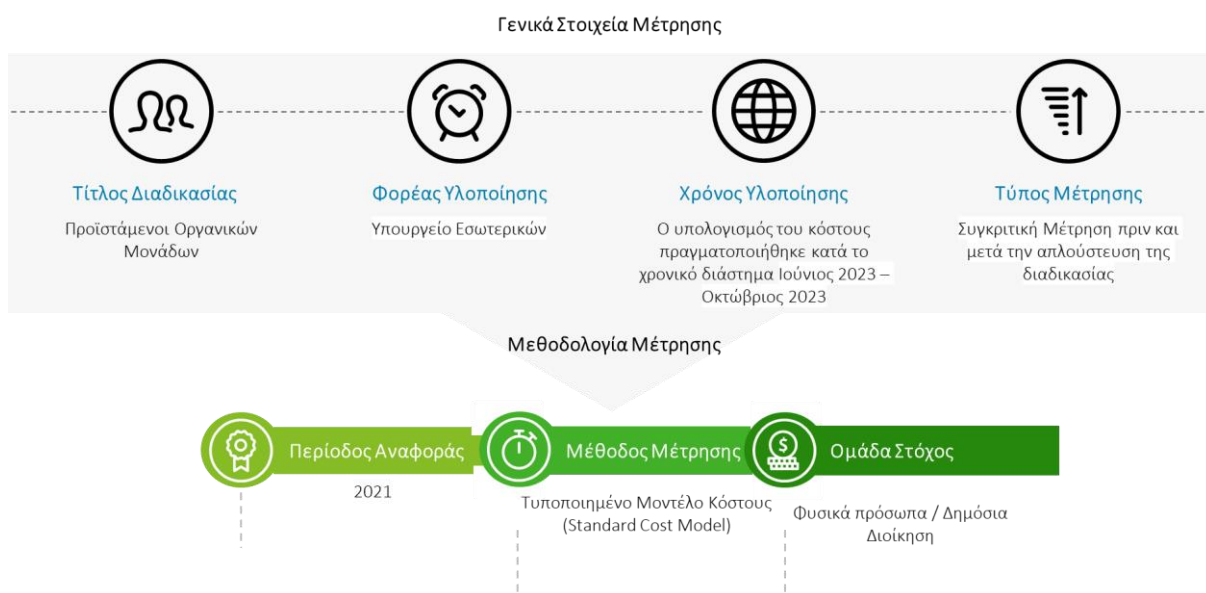 Γενικά Στοιχεία Μέτρησης
Τίτλος Διαδικασίας
Προϊστάμενοι Οργανικών
Μονάδων
Φορέας Υλοποίησης
Υπουργείο Εσωτερικών
Χρόνος Υλοποίησης
Ο υπολογισμός του κόστους
πραγματοποιήθηκε κατά το
χρονικό διάστημα Ιούνιος 2023 –
Οκτώβριος 2023
Τύπος Μέτρησης
Συγκριτική Μέτρηση πριν και
μετά την απλούστευση της
διαδικασίας
Μεθοδολογία Μέτρησης
Περίοδος Αναφοράς
2021
Μέθοδος Μέτρησης
Τυποποιημένο Μοντέλο Κόστους
(Standard Cost Model)
Ομάδα Στόχος
Φυσικά πρόσωπα / Δημόσια
Διοίκηση